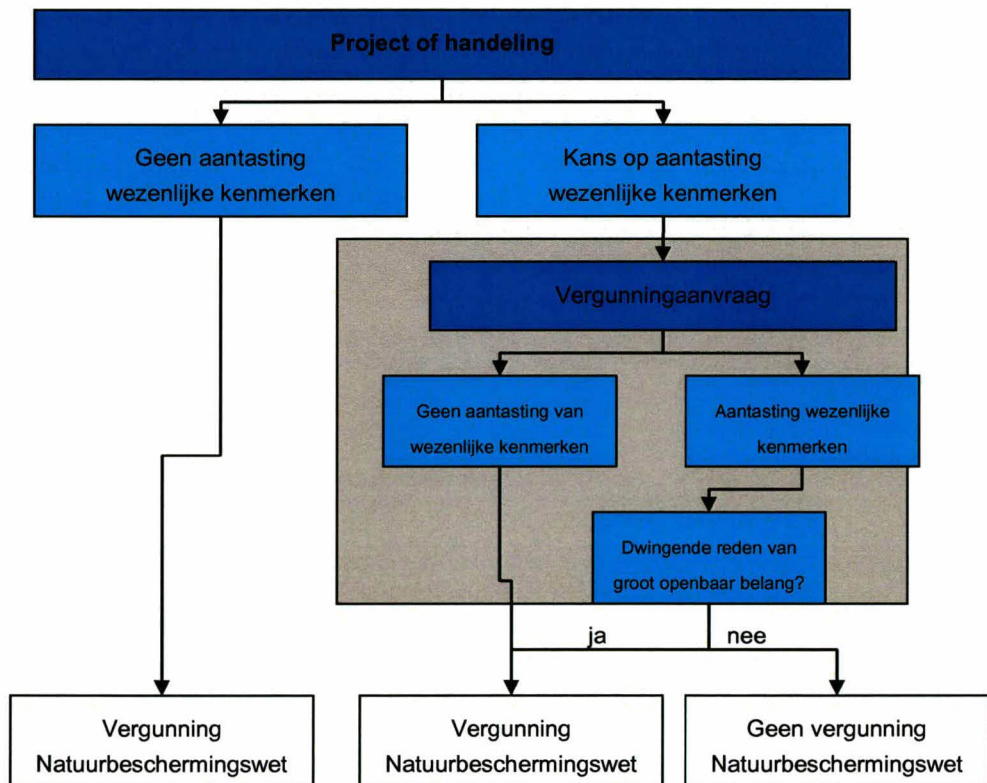 Project of handeling
Geen aantasting
wezenlijke kenmerken
Kans op aantasting
wezenlijke kenmerken
Vergunningaanvraag
Geen aantasting van
wezenlijke kenmerken
Aantasting wezenlijke
kenmerken
Dwingende reden van
groot openbaar belang?
ja
nee
Vergunning
Natuurbeschermingswet
Vergunning
Natuurbeschermingswet
Geen vergunning
Natuurbeschermingswet